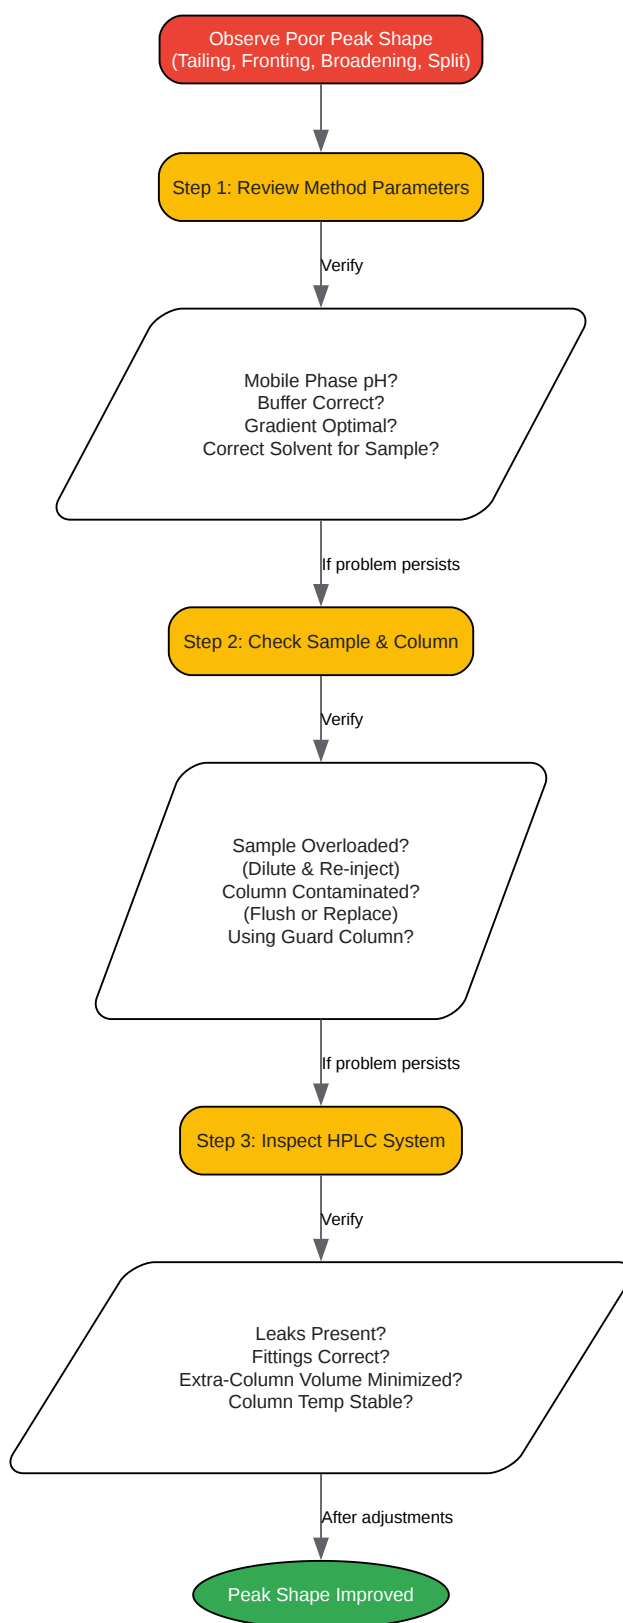 Observe Poor Peak Shape
(Tailing, Fronting, Broadening, Split)
Step 1: Review Method Parameters
Verify
Mobile Phase pH?
Buffer Correct?
Gradient Optimal?
Correct Solvent for Sample?
If problem persists
Step 2: Check Sample & Column
Verify
Sample Overloaded?
(Dilute & Re-inject)
Column Contaminated?
(Flush or Replace)
Using Guard Column?
If problem persists
Step 3: Inspect HPLC System
Verify
Leaks Present?
Fittings Correct?
Extra-Column Volume Minimized?
Column Temp Stable?
After adjustments
Peak Shape Improved